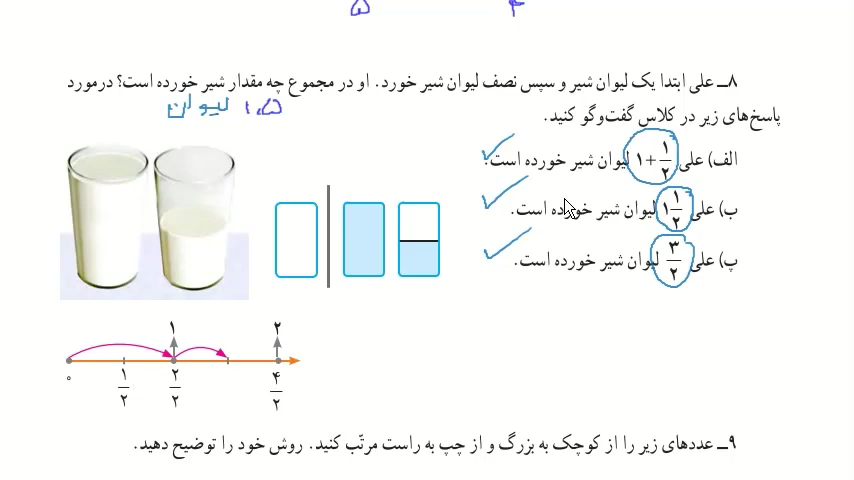 ۵ ۴
۸ــ علی ابتدا یک لیوان شیر و سپس نصف لیوان شیر خورد. او در مجموع چه مقدار شیر خورده است؟ درمورد
پاسخ‌های زیر در کلاس گفت‌وگو کنید.
۱،۵ لیوان
الف) علی ۱+۱/۲ لیوان شیر خورده است.
ب) علی ۱ ۱/۲ لیوان شیر خورده است.
پ) علی ۳/۲ لیوان شیر خورده است.
۱ ۲
۰ ۱/۲ ۲/۲ ۴/۲
۹ــ عددهای زیر را از کوچک به بزرگ و از چپ به راست مرتّب کنید. روش خود را توضیح دهید.